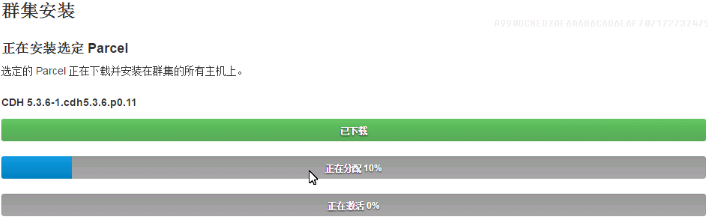 群集安装
正在安装选定 Parcel
选定的 Parcel 正在下载并安装在群集的所有主机上。
CDH 5.3.6-1.cdh5.3.6.p0.11
已下载
正在分配 10%
正在激活 0%